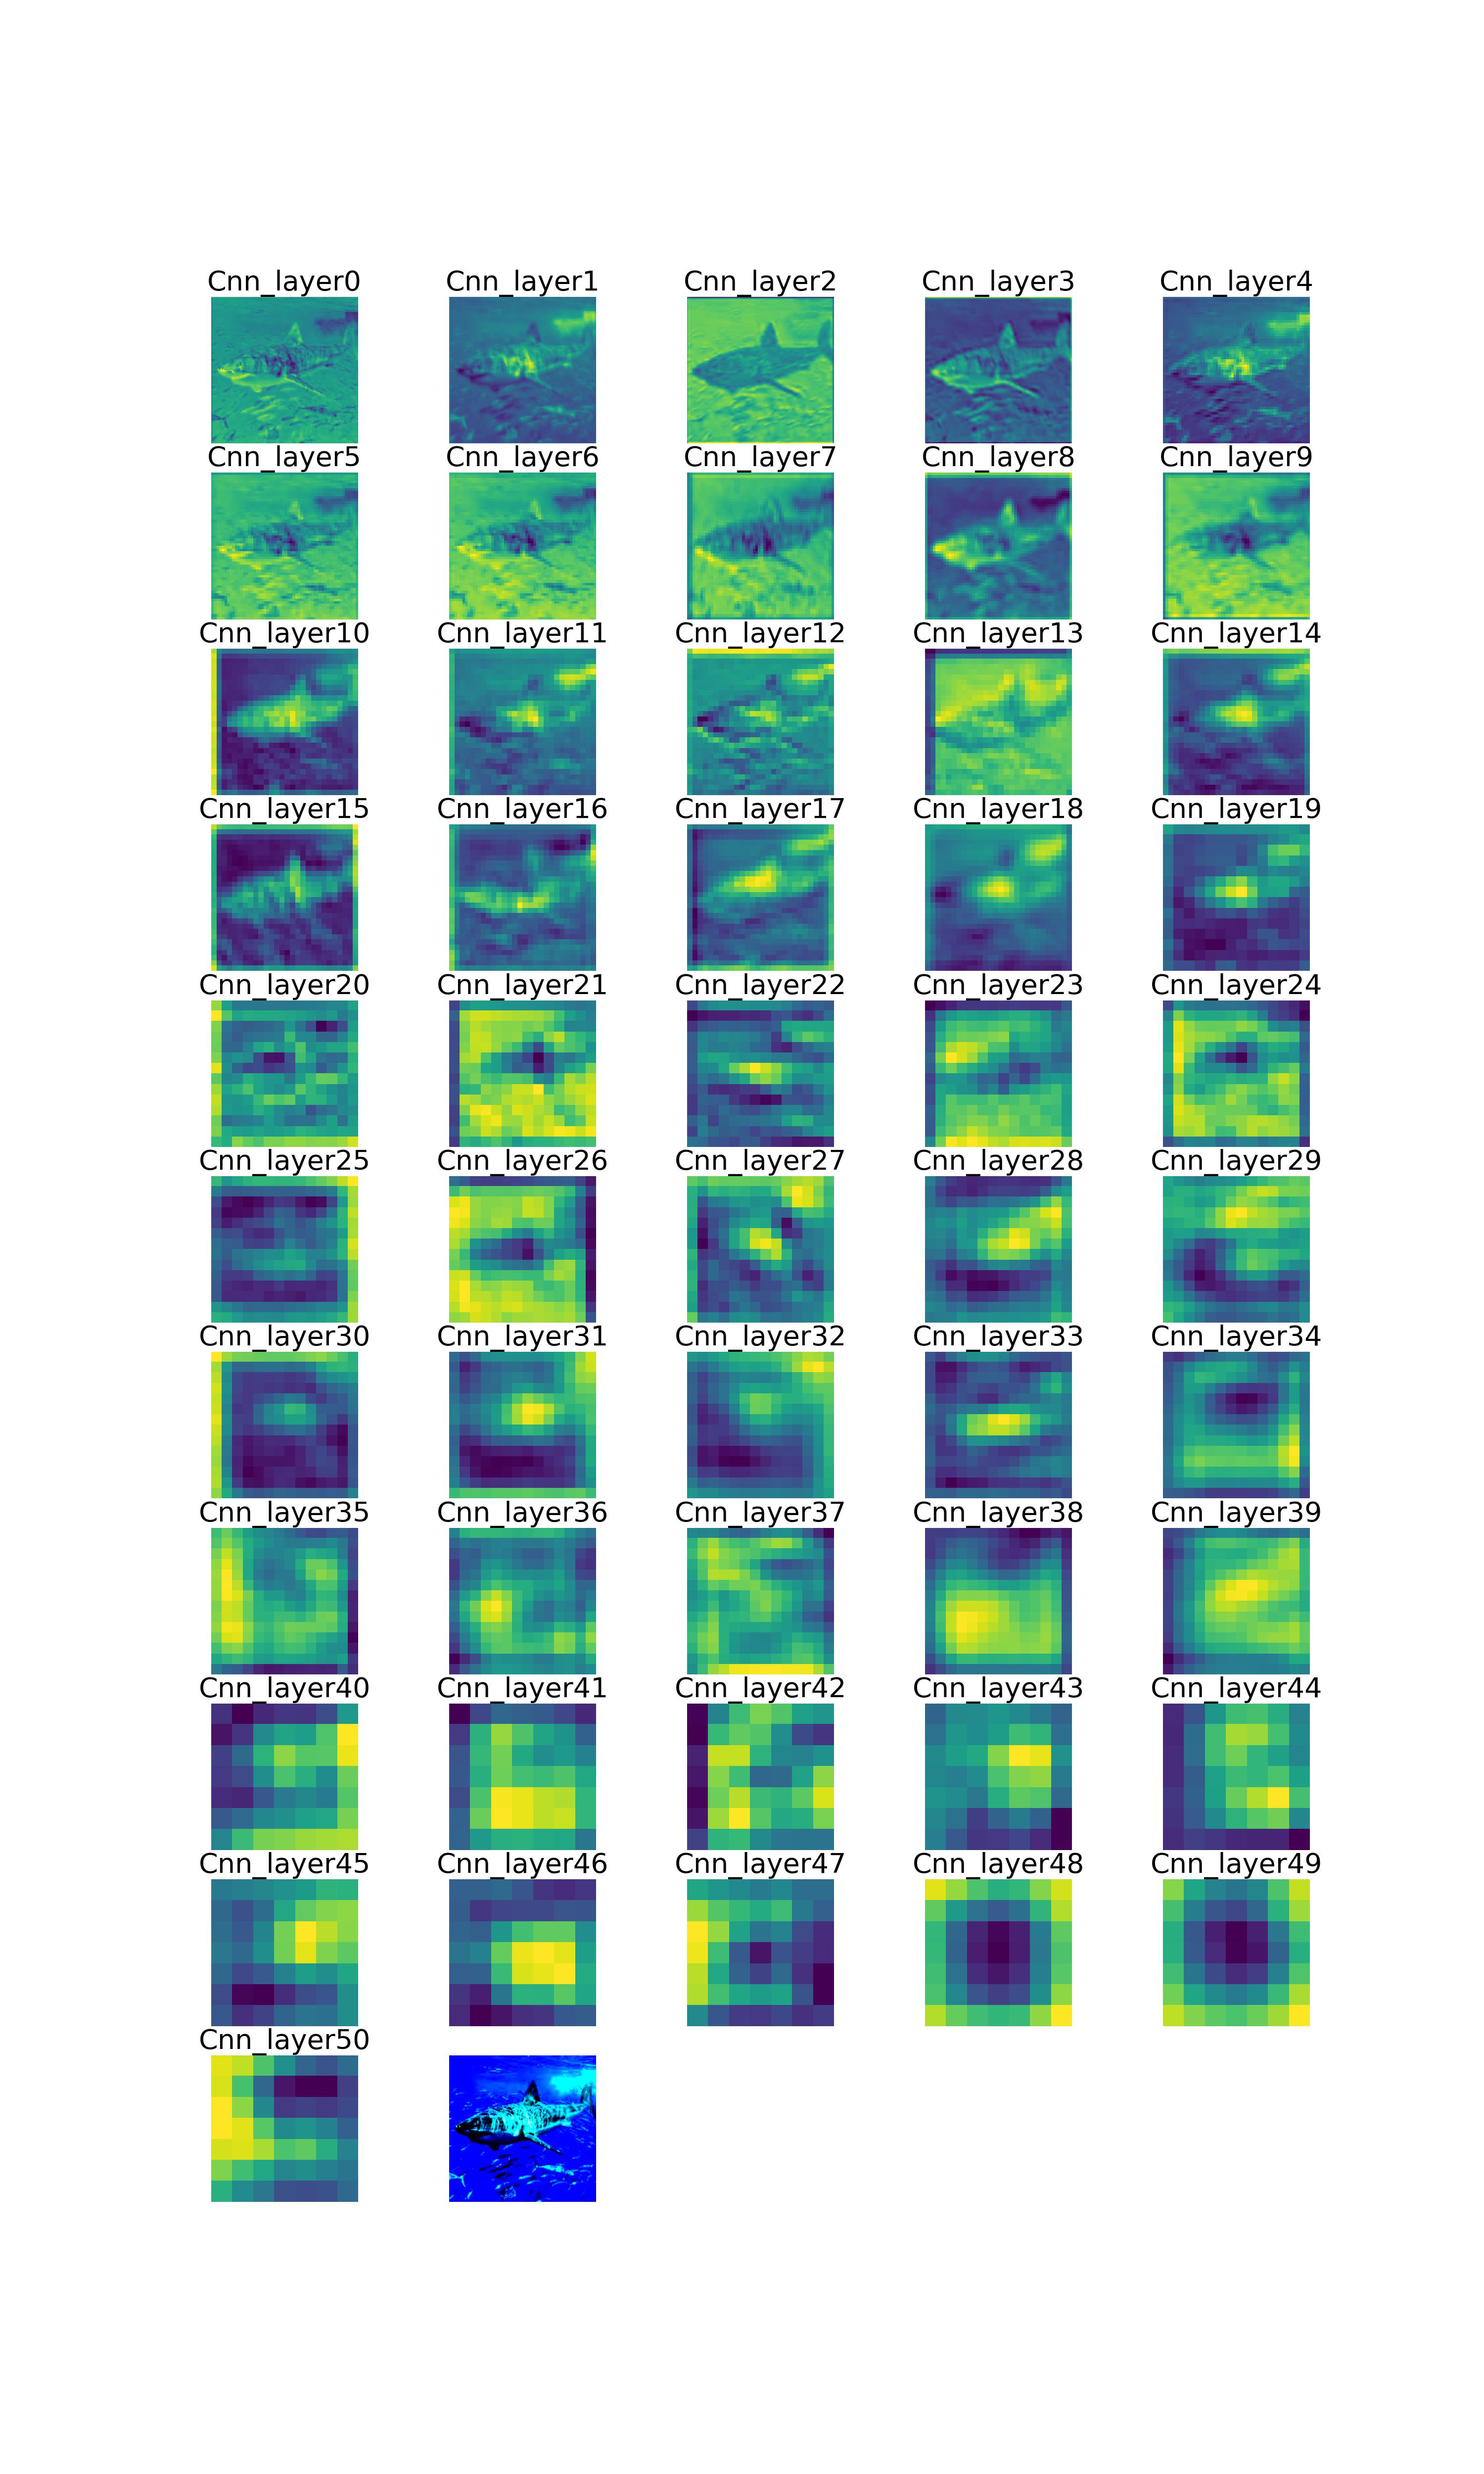 Cnn_layer0 Cnn_layer1 Cnn_layer2 Cnn_layer3 Cnn_layer4
Cnn_layer5 Cnn_layer6 Cnn_layer7 Cnn_layer8 Cnn_layer9
Cnn_layer10 Cnn_layer11 Cnn_layer12 Cnn_layer13 Cnn_layer14
Cnn_layer15 Cnn_layer16 Cnn_layer17 Cnn_layer18 Cnn_layer19
Cnn_layer20 Cnn_layer21 Cnn_layer22 Cnn_layer23 Cnn_layer24
Cnn_layer25 Cnn_layer26 Cnn_layer27 Cnn_layer28 Cnn_layer29
Cnn_layer30 Cnn_layer31 Cnn_layer32 Cnn_layer33 Cnn_layer34
Cnn_layer35 Cnn_layer36 Cnn_layer37 Cnn_layer38 Cnn_layer39
Cnn_layer40 Cnn_layer41 Cnn_layer42 Cnn_layer43 Cnn_layer44
Cnn_layer45 Cnn_layer46 Cnn_layer47 Cnn_layer48 Cnn_layer49
Cnn_layer50